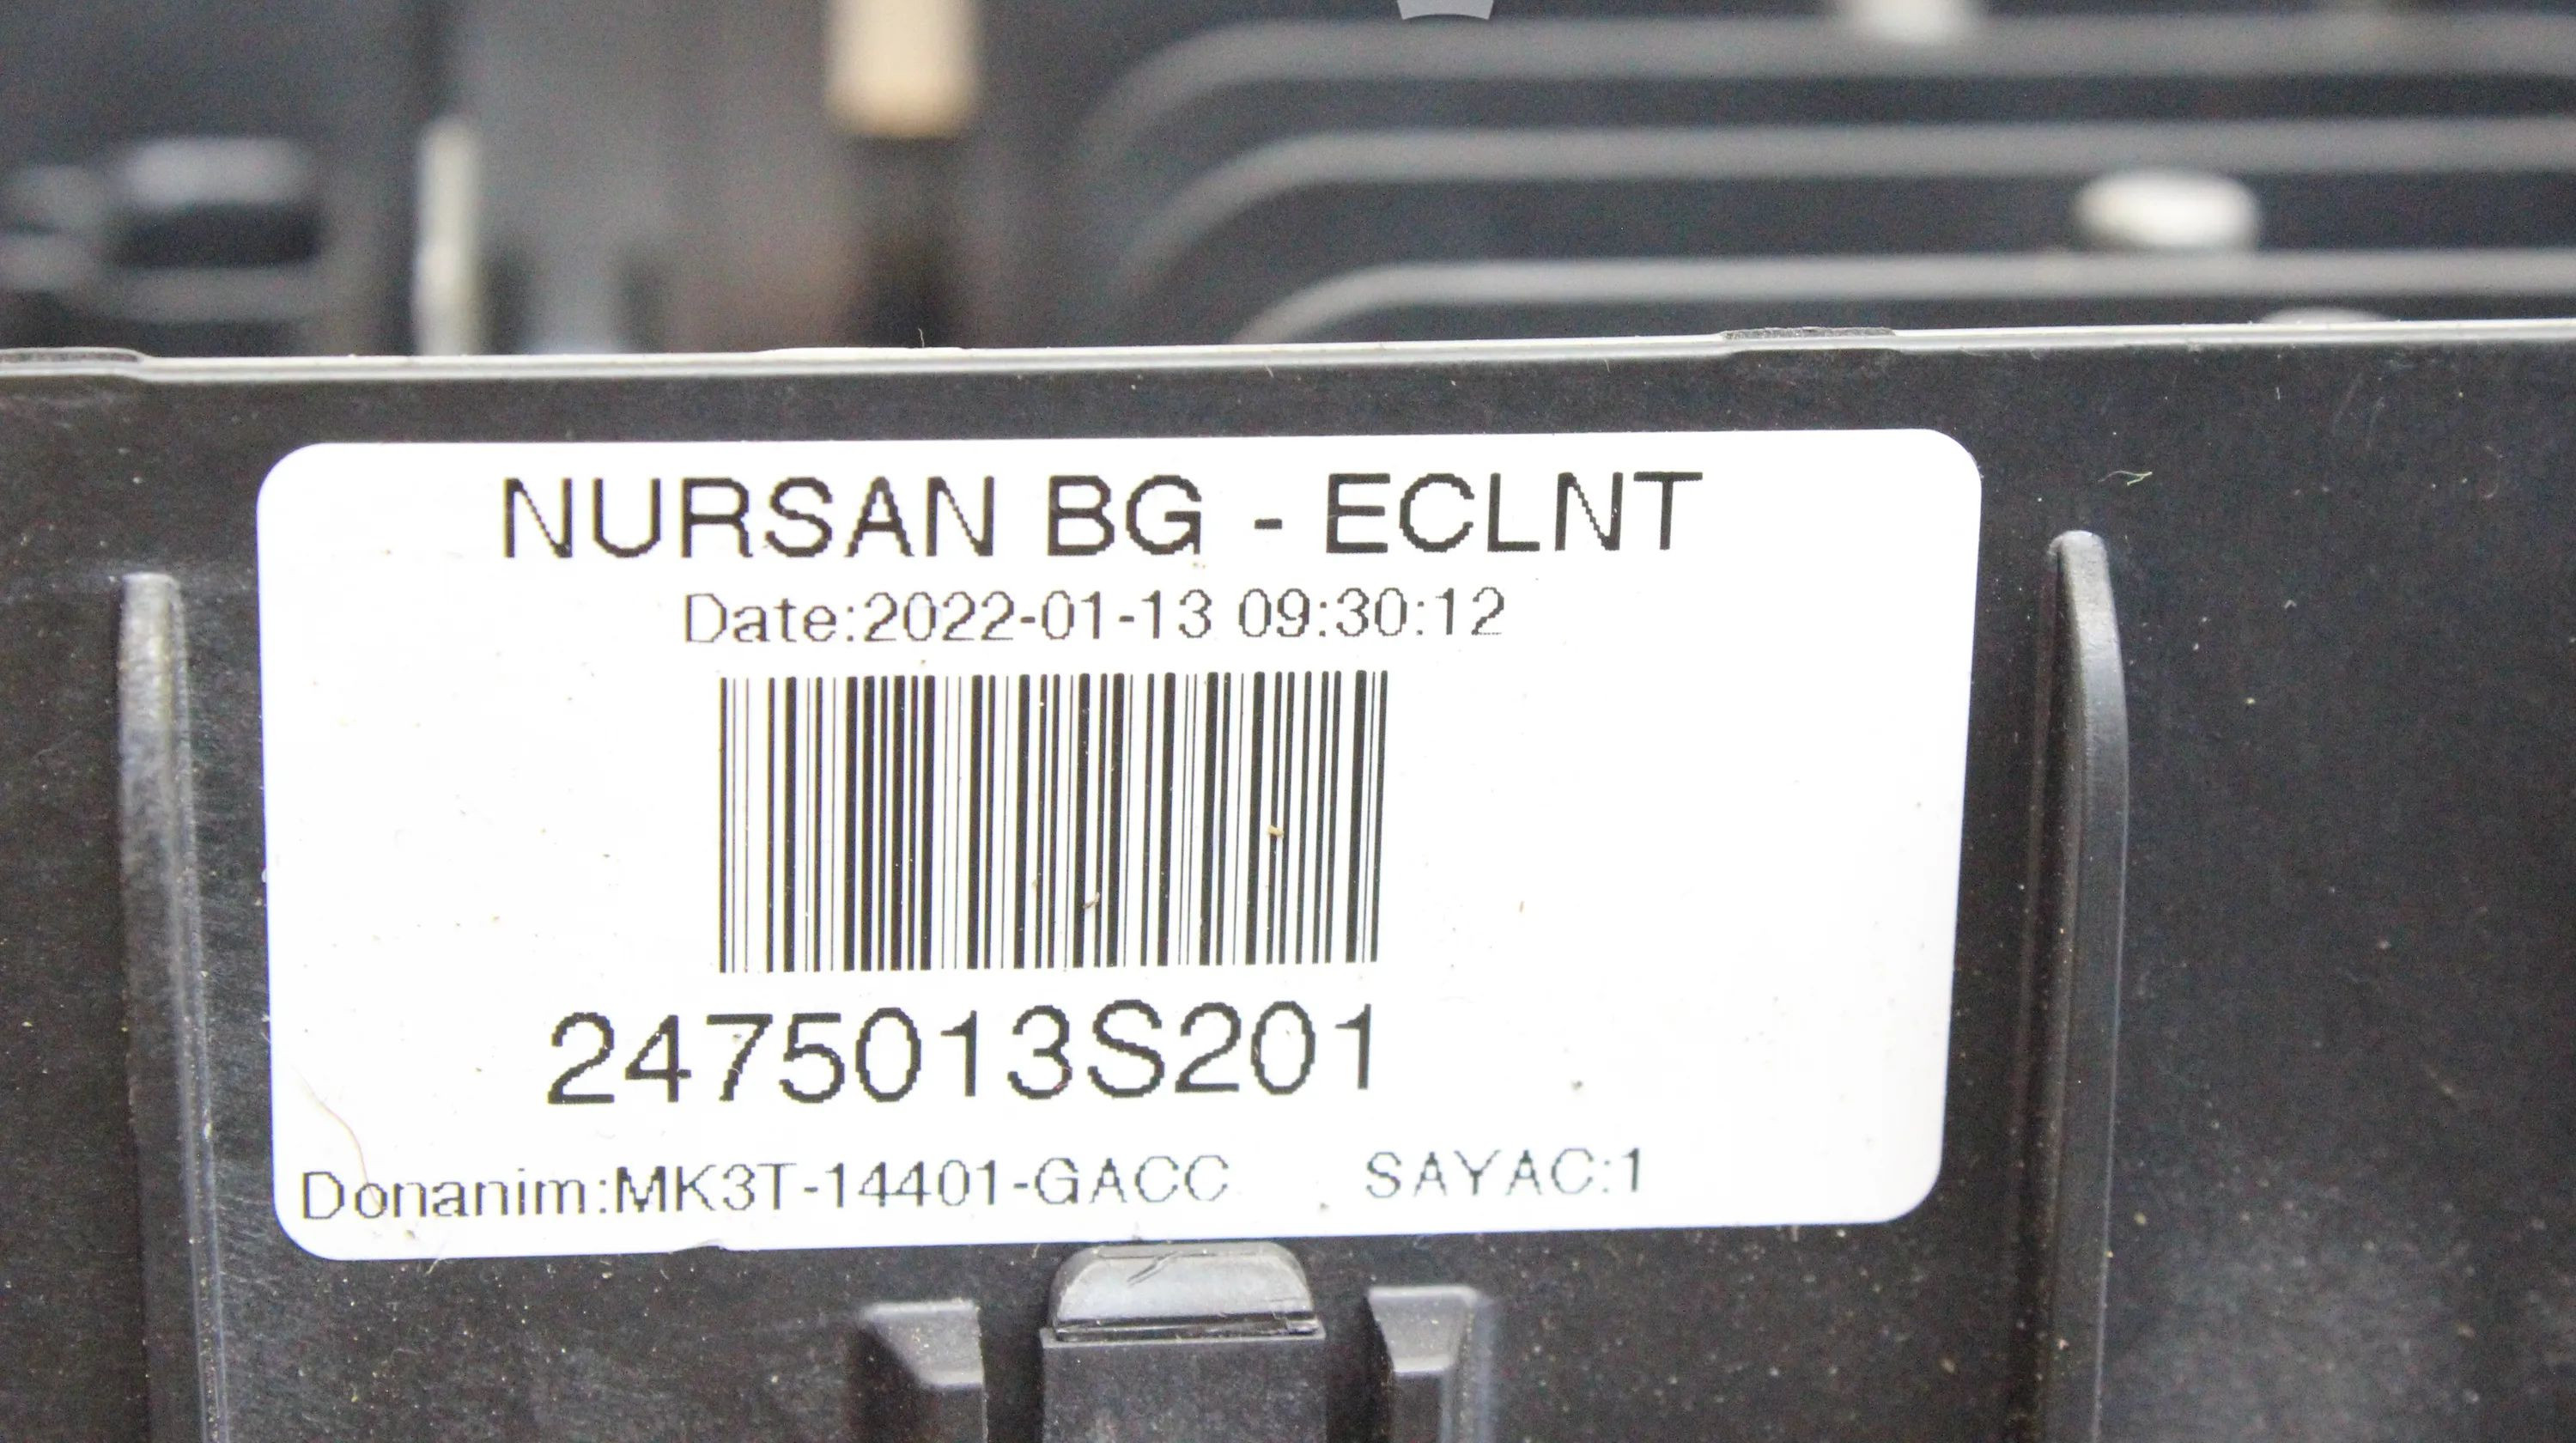 NURSAN BG - ECLNT
Date:2022-01-13 09:30:12
2475013S201
Donanim:MK3T-14401-GACC SAYAC:1